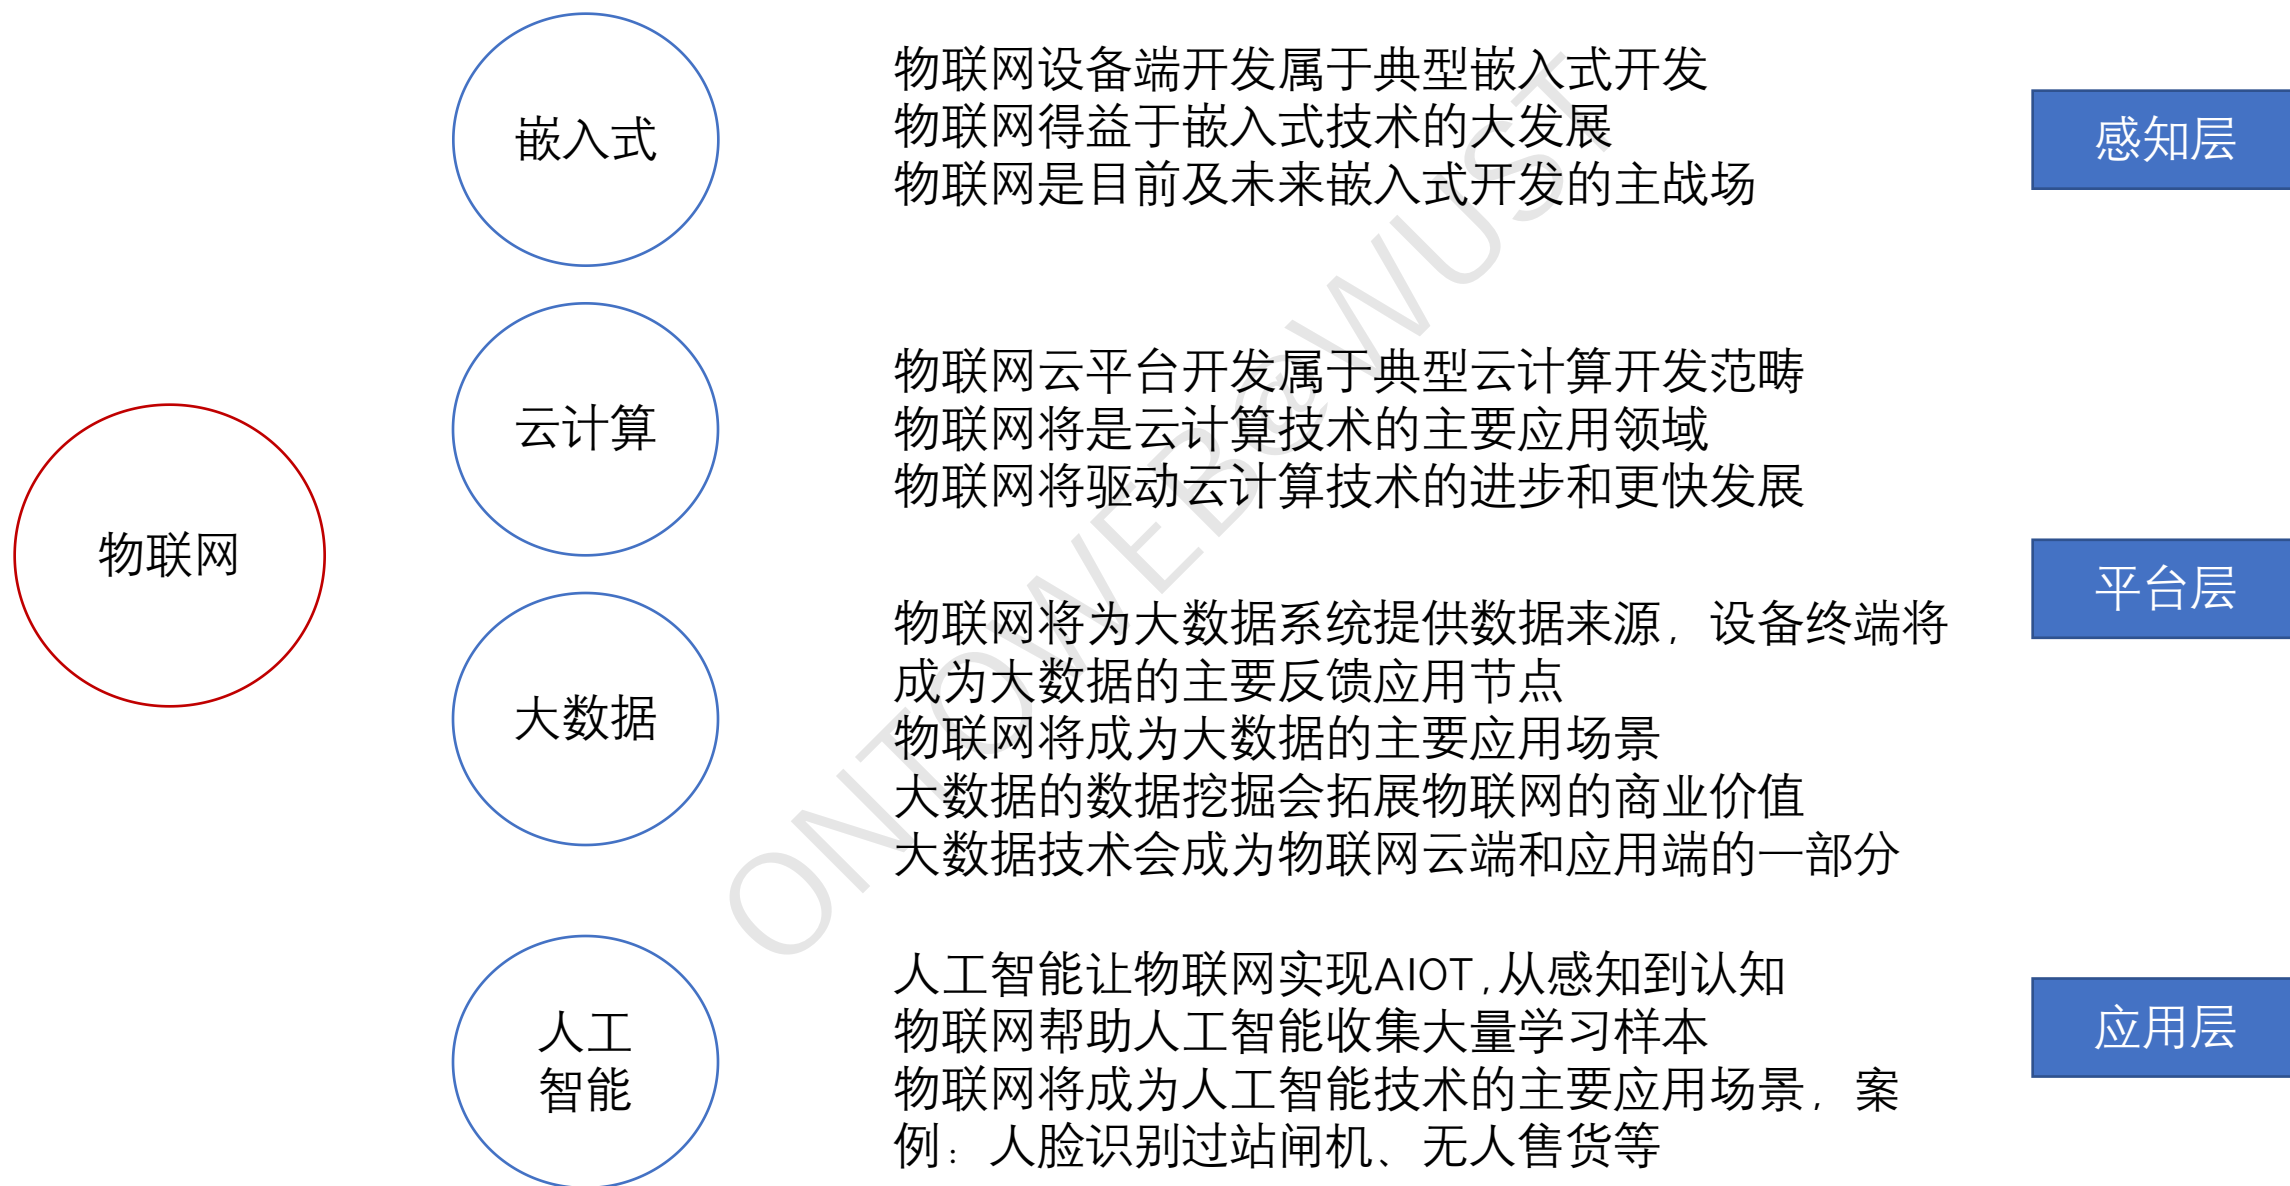 物联网
嵌入式
物联网设备端开发属于典型嵌入式开发
物联网得益于嵌入式技术的大发展
物联网是目前及未来嵌入式开发的主战场
感知层
云计算
物联网云平台开发属于典型云计算开发范畴
物联网将是云计算技术的主要应用领域
物联网将驱动云计算技术的进步和更快发展
平台层
大数据
物联网将为大数据系统提供数据来源，设备终端将
成为大数据的主要反馈应用节点
物联网将成为大数据的主要应用场景
大数据的数据挖掘会拓展物联网的商业价值
大数据技术会成为物联网云端和应用端的一部分
人工
智能
人工智能让物联网实现AIOT,从感知到认知
物联网帮助人工智能收集大量学习样本
物联网将成为人工智能技术的主要应用场景，案
例：人脸识别过站闸机、无人售货等
应用层
ONTOWEB@WUST